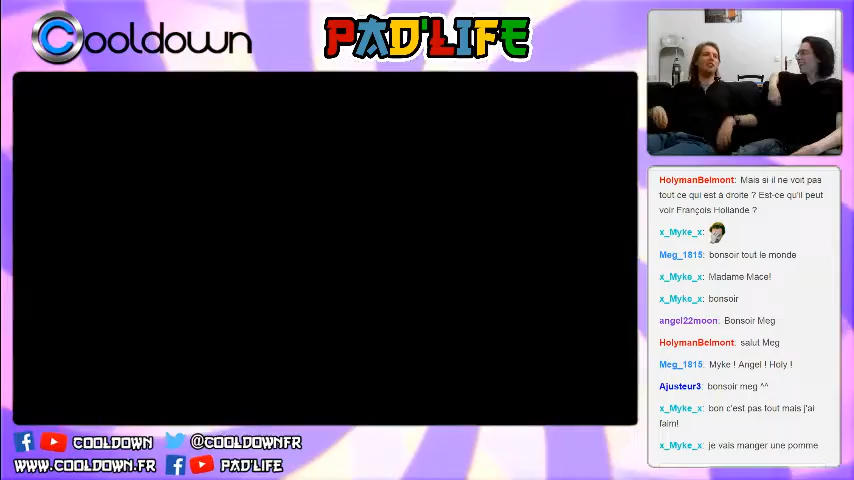 Cooldown
PAD'LIFE
HolymanBelmont: Mais si il ne voit pas
tout ce qui est à droite ? Est-ce qu'il peut
voir François Hollande ?
x_Myke_x:
Meg_1815: bonsoir tout le monde
x_Myke_x: Madame Mace!
x_Myke_x: bonsoir
angel22moon: Bonsoir Meg
HolymanBelmont: salut Meg
Meg_1815: Myke ! Angel ! Holy !
Ajusteur3: bonsoir meg ^^
x_Myke_x: bon c'est pas tout mais j'ai
faim!
x_Myke_x: je vais manger une pomme
COOLDOWN @COOLDOWNFR
WWW.COOLDOWN.FR PAD'LIFE